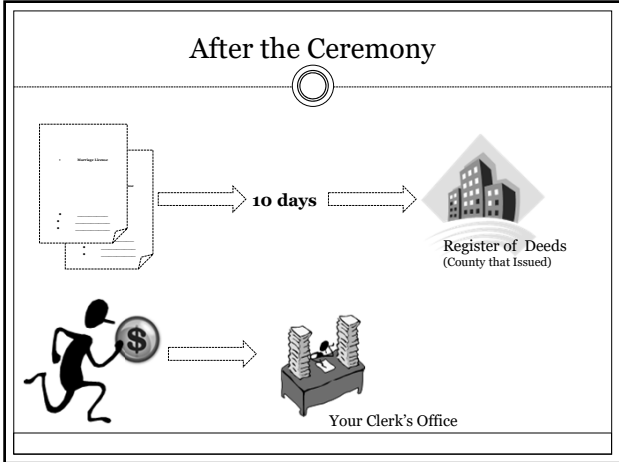 After the Ceremony
Marriage License
10 days
Register of Deeds
(County that Issued)
$
Your Clerk's Office